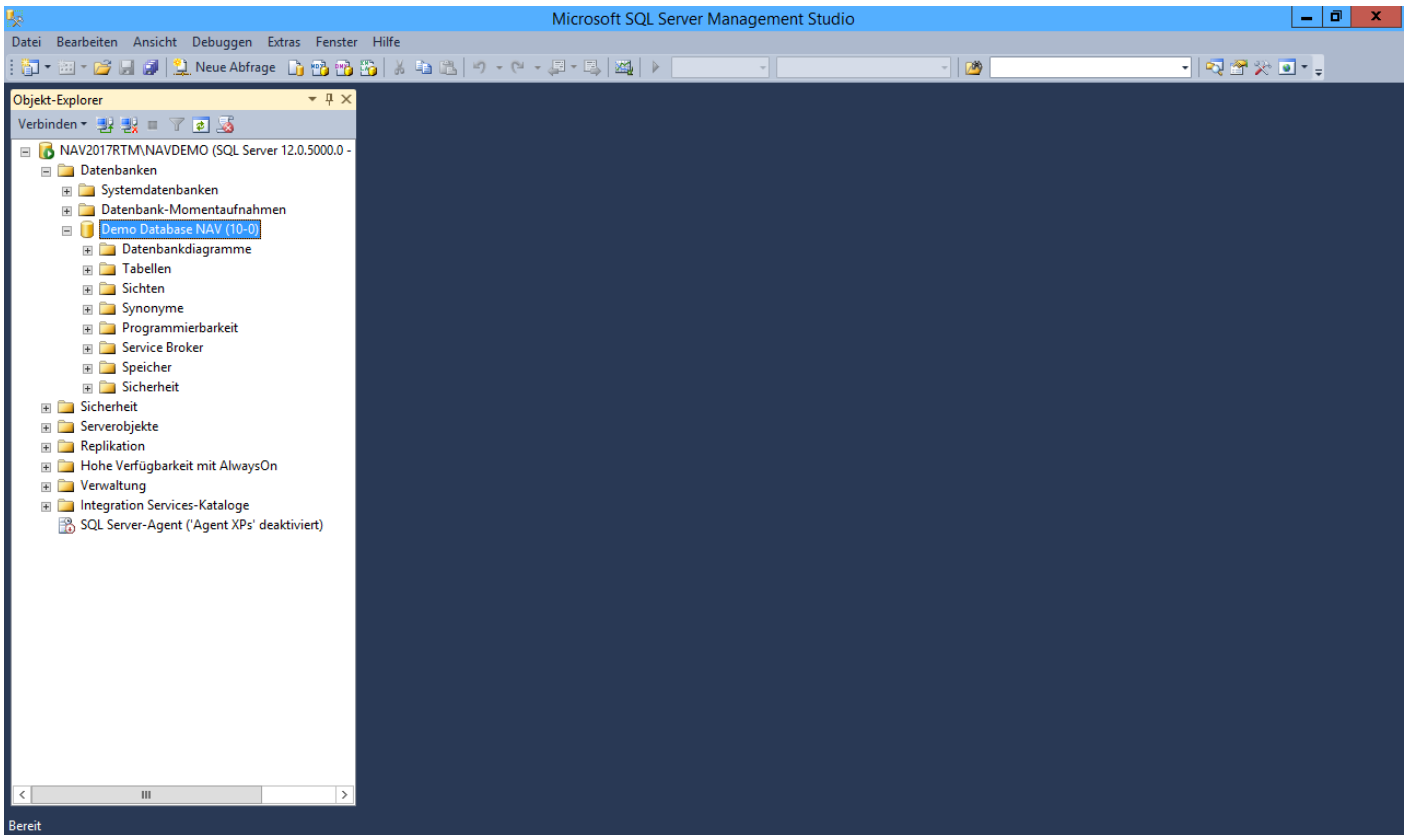 Microsoft SQL Server Management Studio
Datei Bearbeiten Ansicht Debuggen Extras Fenster Hilfe
Neue Abfrage
Objekt-Explorer
Verbinden
NAV2017RTM\NAVDEMO (SQL Server 12.0.5000.0 -
Datenbanken
Systemdatenbanken
Datenbank-Momentaufnahmen
Demo Database NAV (10-0)
Datenbankdiagramme
Tabellen
Sichten
Synonyme
Programmierbarkeit
Service Broker
Speicher
Sicherheit
Sicherheit
Serverobjekte
Replikation
Hohe Verfügbarkeit mit AlwaysOn
Verwaltung
Integration Services-Kataloge
SQL Server-Agent ('Agent XPs' deaktiviert)
Bereit